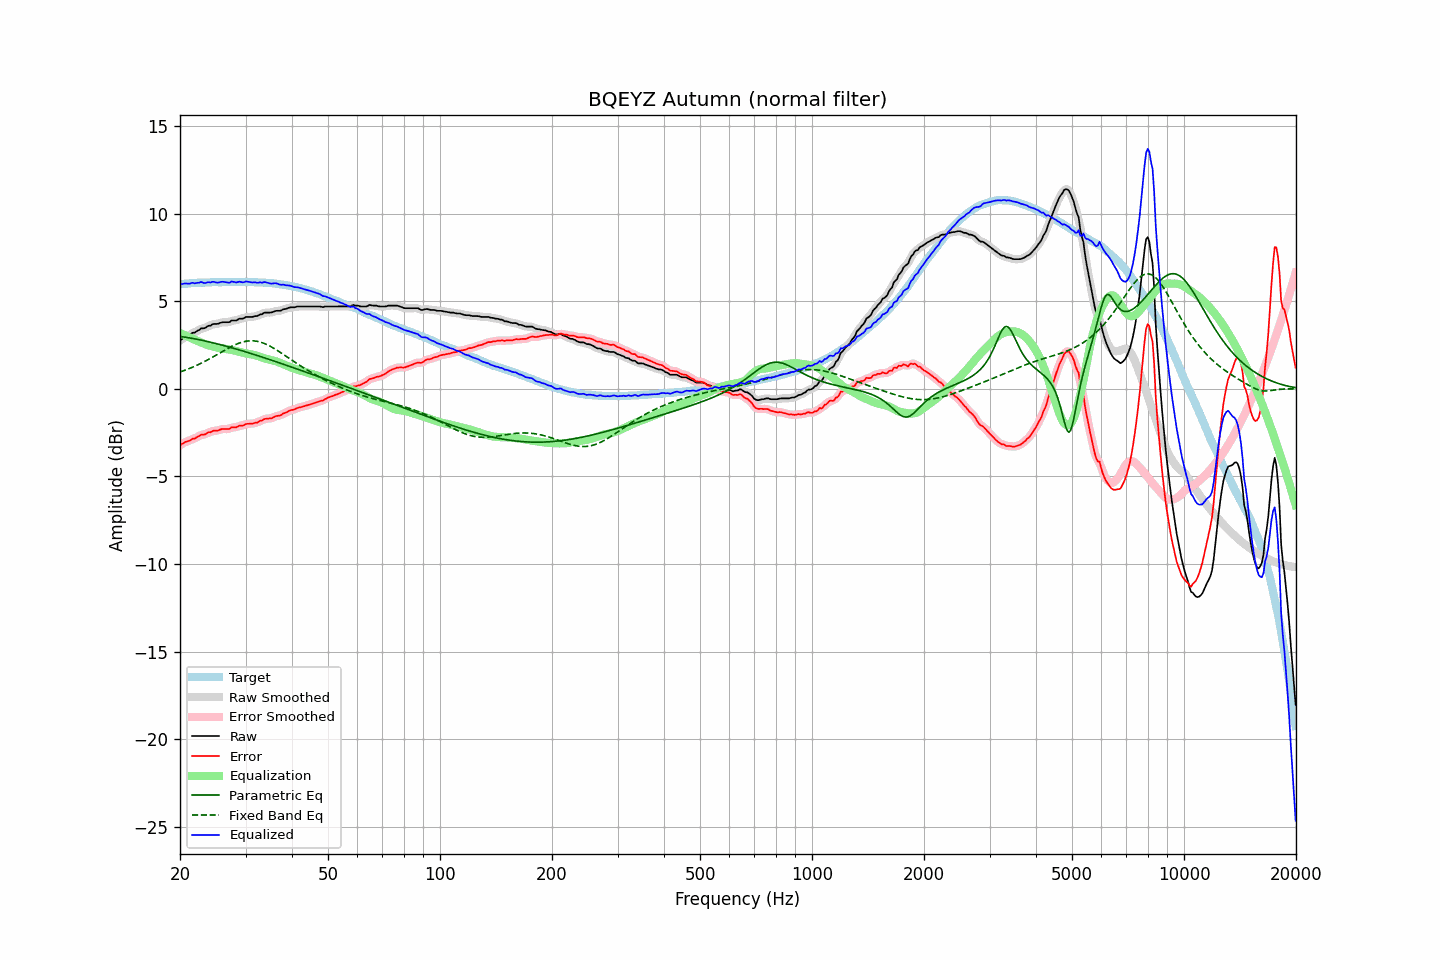 BQEYZ Autumn (normal filter)
15
10
5
0
−5
−10
−15
−20
−25
Amplitude (dBr)
Target
Raw Smoothed
Error Smoothed
Raw
Error
Equalization
Parametric Eq
Fixed Band Eq
Equalized
20 50 100 200 500 1000 2000 5000 10000 20000
Frequency (Hz)